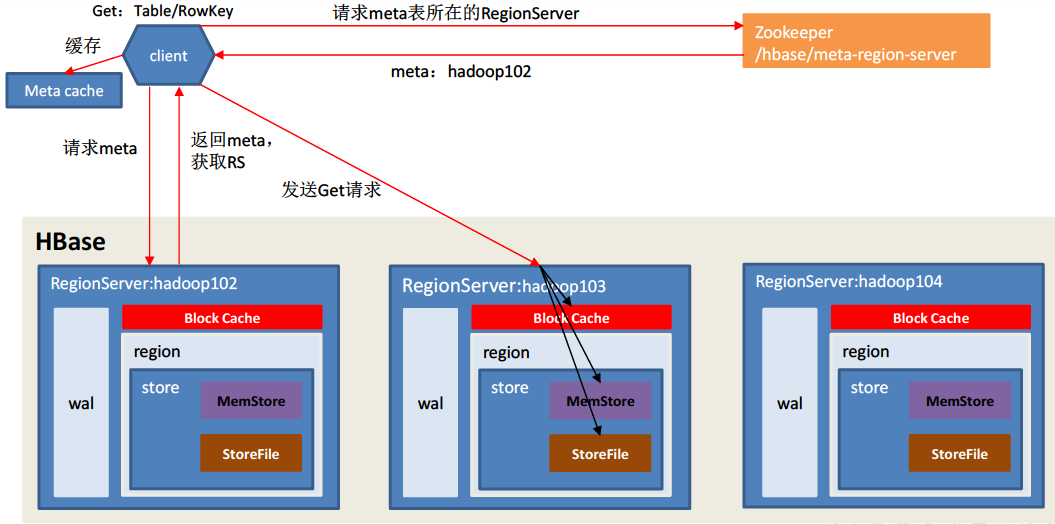 Get：Table/RowKey
请求meta表所在的RegionServer
Zookeeper
/hbase/meta-region-server
client
缓存
meta：hadoop102
Meta cache
请求meta
返回meta，
获取RS
发送Get请求
HBase
RegionServer:hadoop102
Block Cache
wal
region
store
MemStore
StoreFile
RegionServer:hadoop103
Block Cache
wal
region
store
MemStore
StoreFile
RegionServer:hadoop104
Block Cache
wal
region
store
MemStore
StoreFile